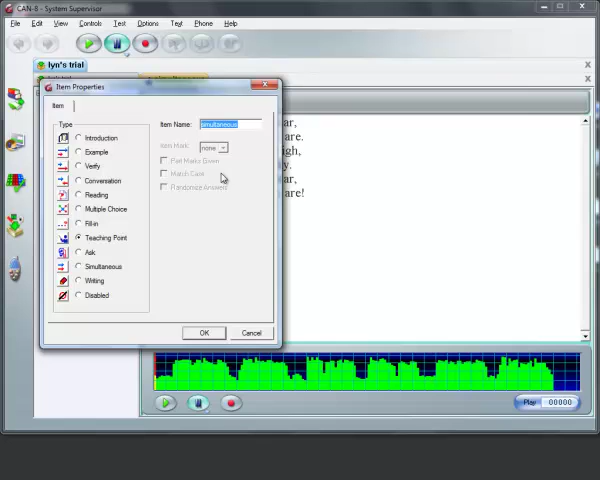 CAN-8 - System Supervisor
File Edit View Controls Test Options Text Phone Help
lyn's trial
Item Properties
Item
Type
Introduction
Example
Verify
Conversation
Reading
Multiple Choice
Fill-in
Teaching Point
Ask
Simultaneous
Writing
Disabled
Item Name: simultaneous
Item Mark: none
Part Marks Given
Match Case
Randomize Answers
OK Cancel
ar,
are.
igh,
y.
ar,
are!
Play 00000